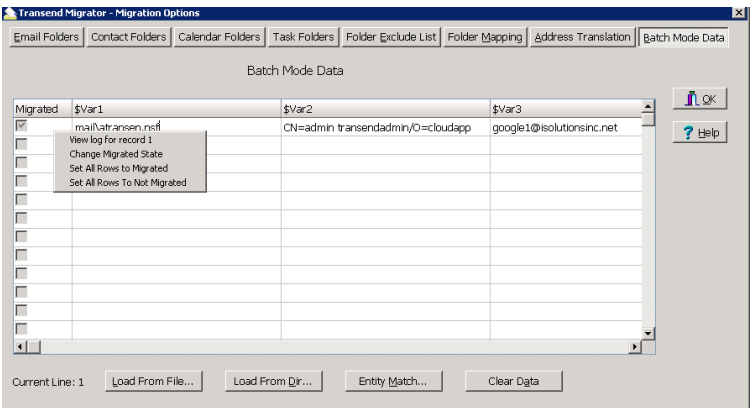 Transend Migrator - Migration Options
Email Folders Contact Folders Calendar Folders Task Folders Folder Exclude List Folder Mapping Address Translation Batch Mode Data
Batch Mode Data
OK
Help
Migrated $Var1 $Var2 $Var3
mail\atransen.nsf CN=admin transendadmin/O=cloudapp google1@isolutionsinc.net
View log for record 1
Change Migrated State
Set All Rows to Migrated
Set All Rows To Not Migrated
Current Line: 1 Load From File... Load From Dir... Entity Match... Clear Data